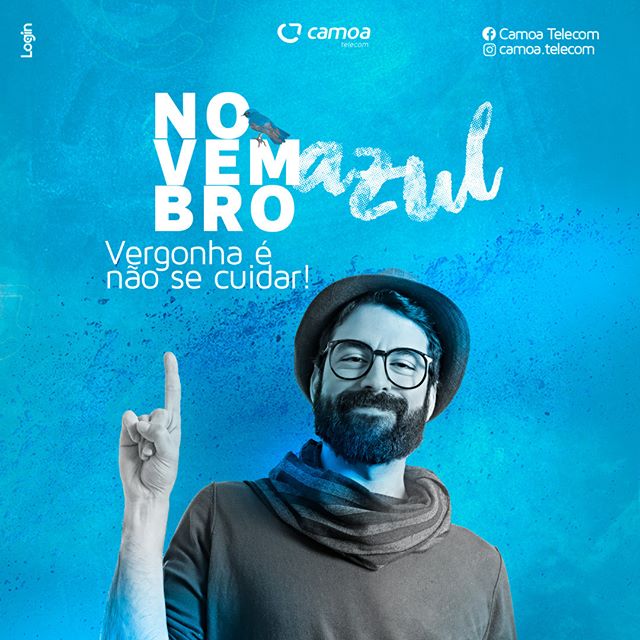 Login
camoa
telecom
Camoa Telecom
camoa.telecom
NO
VEM
BRO
azul
Vergonha é
não se cuidar!